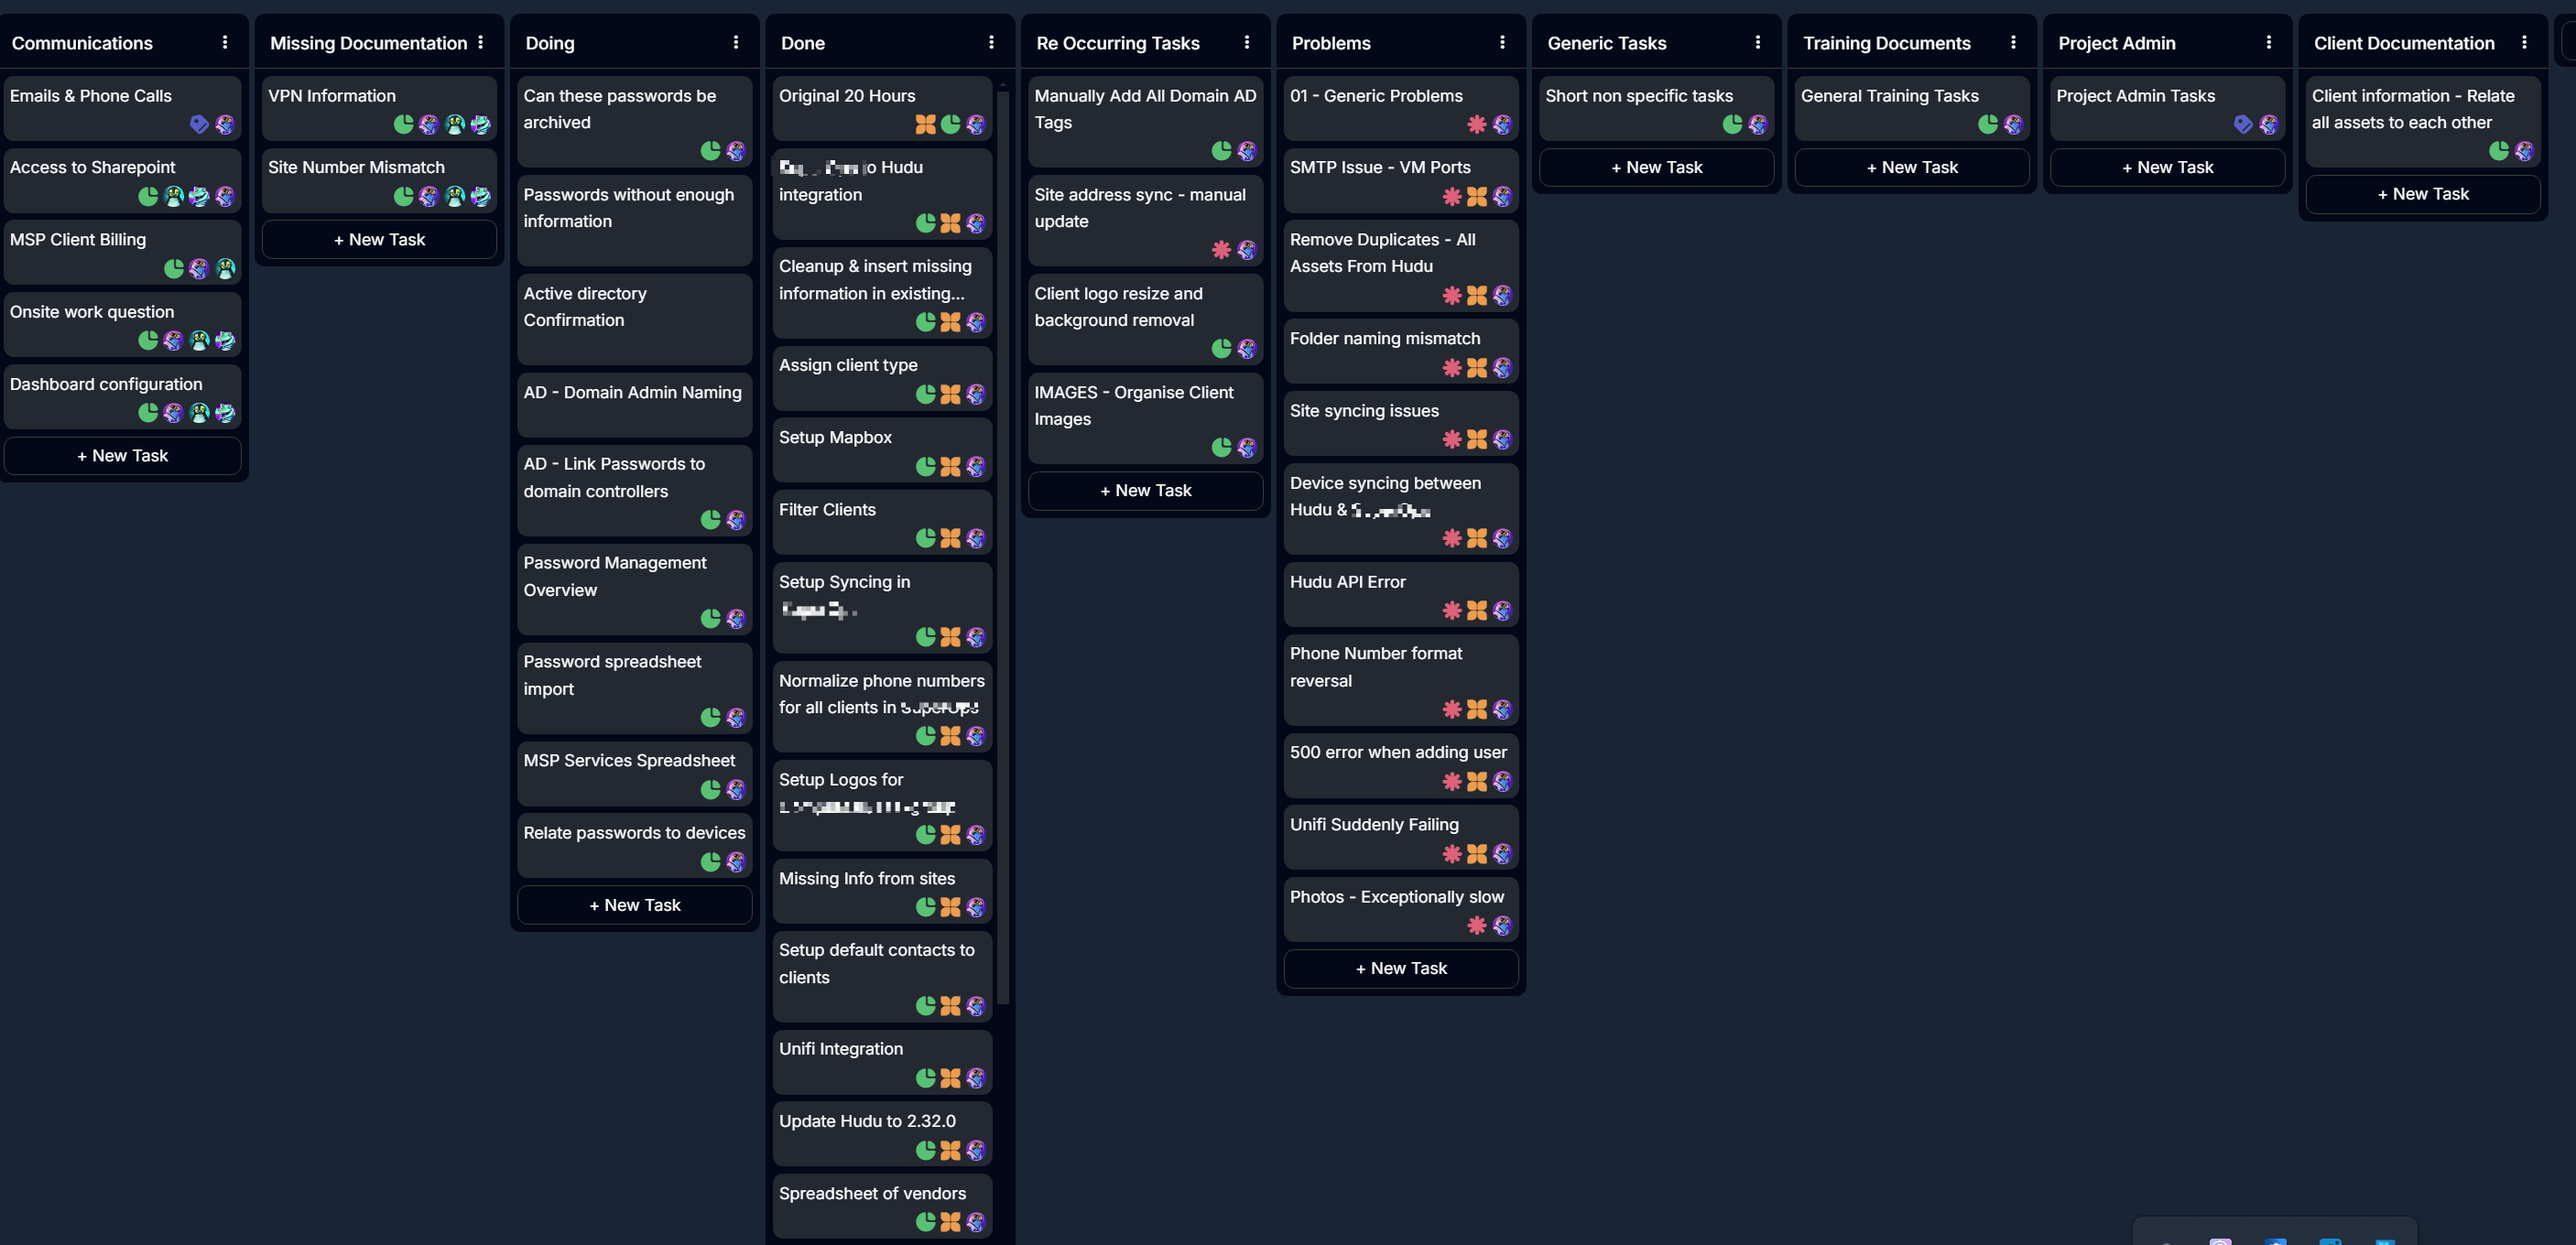 Communications
Emails & Phone Calls
Access to Sharepoint
MSP Client Billing
Onsite work question
Dashboard configuration
+ New Task
Missing Documentation
VPN Information
Site Number Mismatch
+ New Task
Doing
Can these passwords be
archived
Passwords without enough
information
Active directory
Confirmation
AD - Domain Admin Naming
AD - Link Passwords to
domain controllers
Password Management
Overview
Password spreadsheet
import
MSP Services Spreadsheet
Relate passwords to devices
+ New Task
Done
Original 20 Hours
Hudu
integration
Cleanup & insert missing
information in existing...
Assign client type
Setup Mapbox
Filter Clients
Setup Syncing in
Normalize phone numbers
for all clients in
Setup Logos for
Missing Info from sites
Setup default contacts to
clients
Unifi Integration
Update Hudu to 2.32.0
Spreadsheet of vendors
Re Occurring Tasks
Manually Add All Domain AD
Tags
Site address sync - manual
update
Client logo resize and
background removal
IMAGES - Organise Client
Images
+ New Task
Problems
01 - Generic Problems
SMTP Issue - VM Ports
Remove Duplicates - All
Assets From Hudu
Folder naming mismatch
Site syncing issues
Device syncing between
Hudu &
Hudu API Error
Phone Number format
reversal
500 error when adding user
Unifi Suddenly Failing
Photos - Exceptionally slow
+ New Task
Generic Tasks
Short non specific tasks
+ New Task
Training Documents
General Training Tasks
+ New Task
Project Admin
Project Admin Tasks
+ New Task
Client Documentation
Client information - Relate
all assets to each other
+ New Task